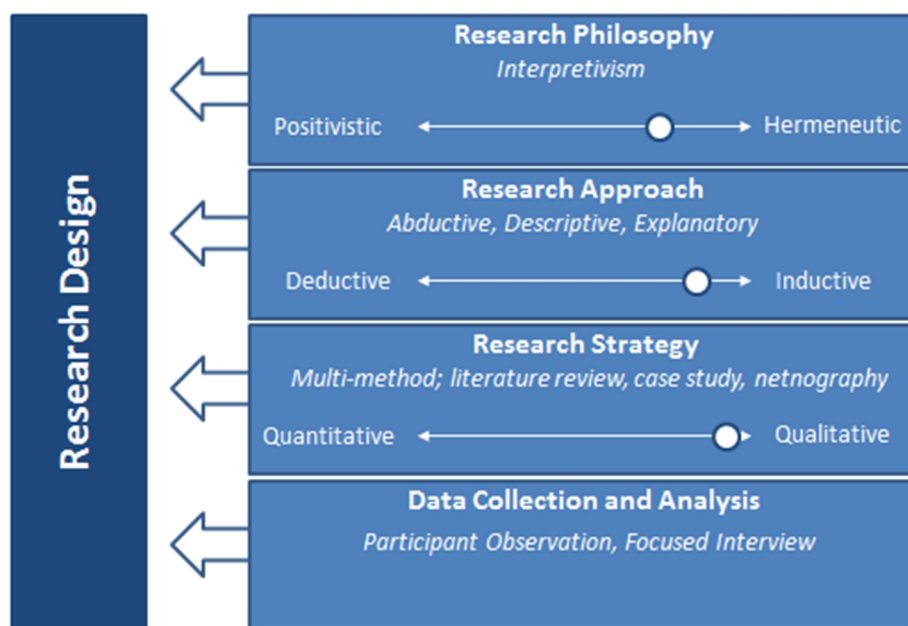 Research Design
Research Philosophy
Interpretivism
Positivistic
Hermeneutic
Research Approach
Abductive, Descriptive, Explanatory
Deductive
Inductive
Research Strategy
Multi-method; literature review, case study, netnography
Quantitative
Qualitative
Data Collection and Analysis
Participant Observation, Focused Interview